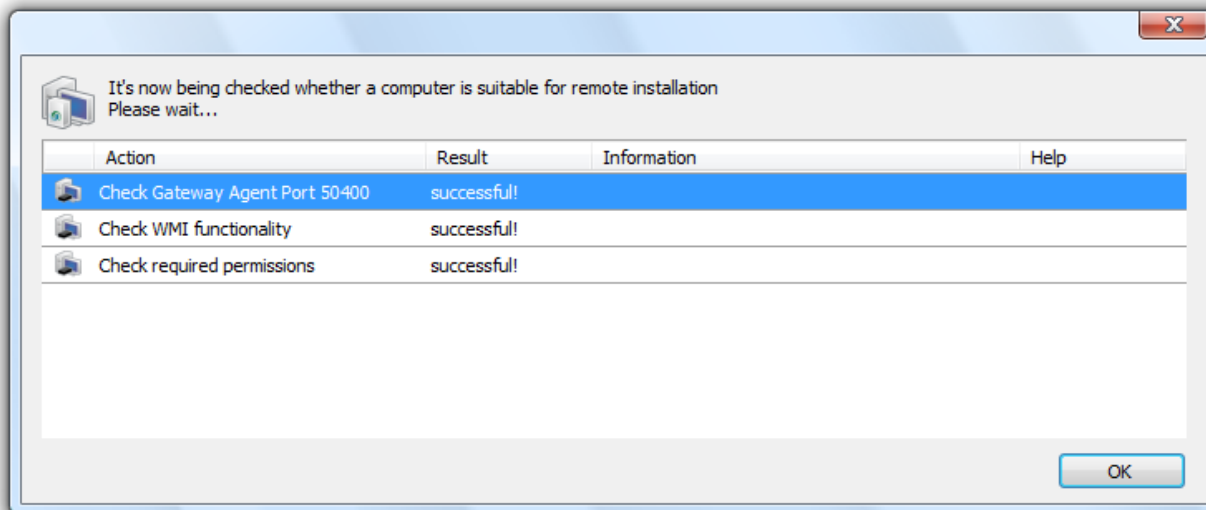 It's now being checked whether a computer is suitable for remote installation
Please wait...
Action Result Information Help
Check Gateway Agent Port 50400 successful!
Check WMI functionality successful!
Check required permissions successful!
OK